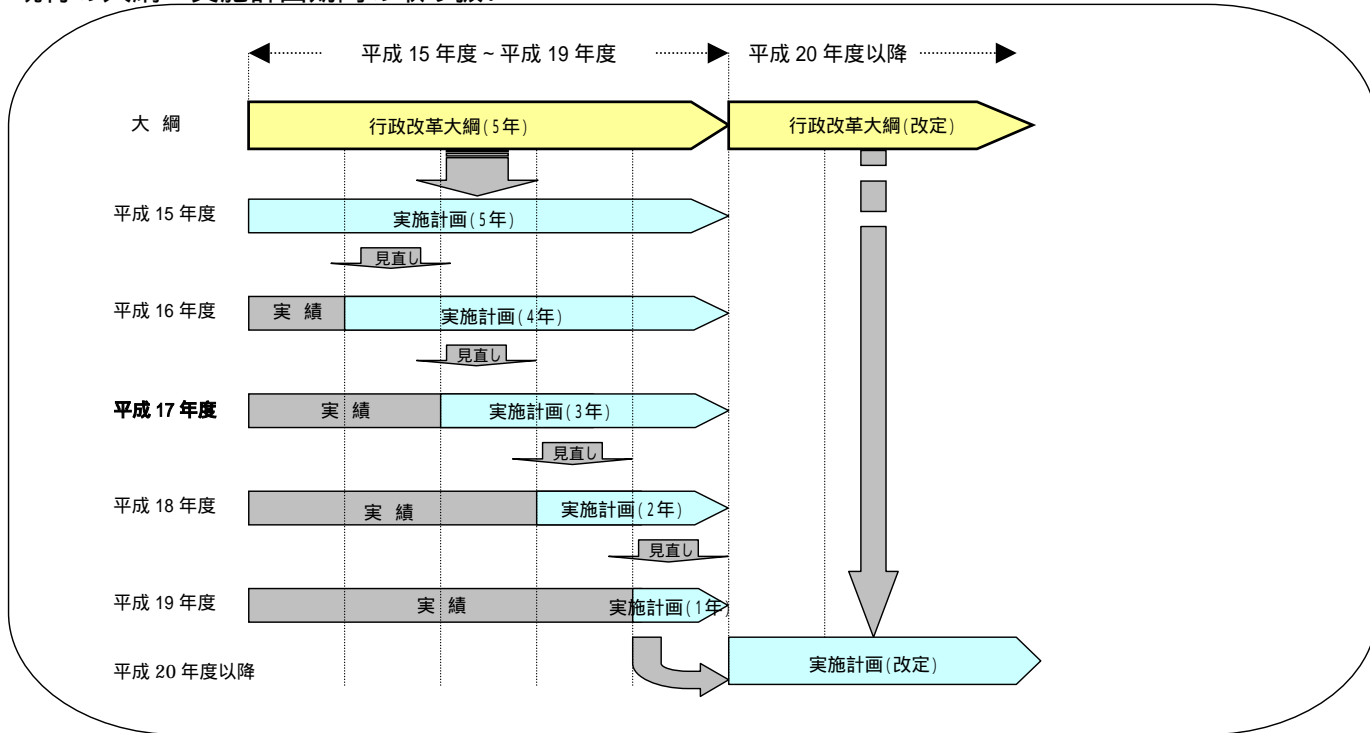 平成 15 年度 ~ 平成 19 年度 平成 20 年度以降
大 綱 行政改革大綱(5年) 行政改革大綱(改定)
平成 15 年度 実施計画(5年)
見直し
平成 16 年度 実 績 実施計画(4年)
見直し
平成 17 年度 実 績 実施計画(3年)
見直し
平成 18 年度 実 績 実施計画(2年)
見直し
平成 19 年度 実 績 実施計画(1年)
平成 20 年度以降 実施計画(改定)